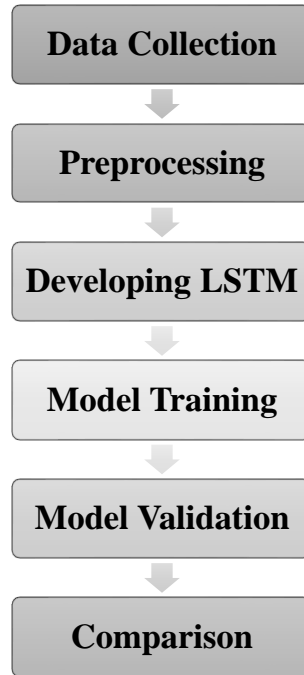 Data Collection
Preprocessing
Developing LSTM
Model Training
Model Validation
Comparison